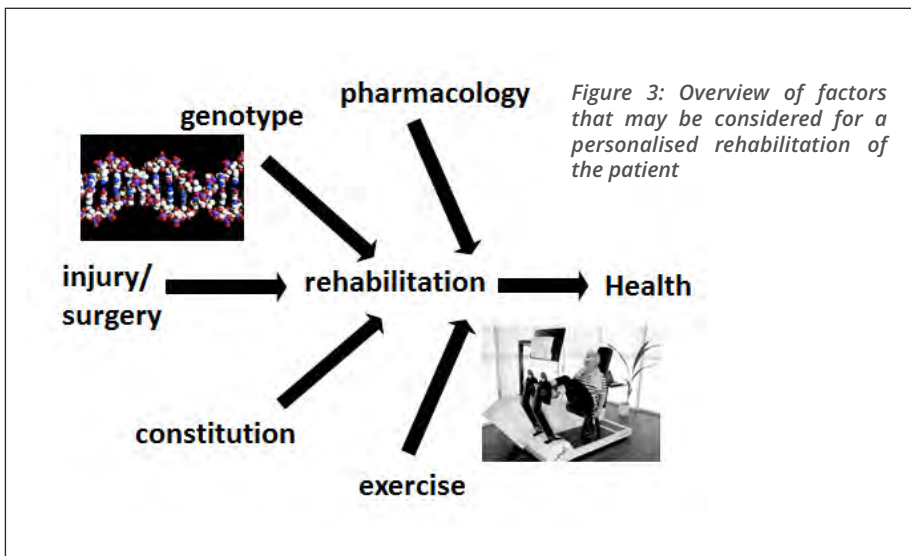 pharmacology
genotype
Figure 3: Overview of factors
that may be considered for a
personalised rehabilitation of
the patient
injury/
surgery
rehabilitation
Health
constitution
exercise